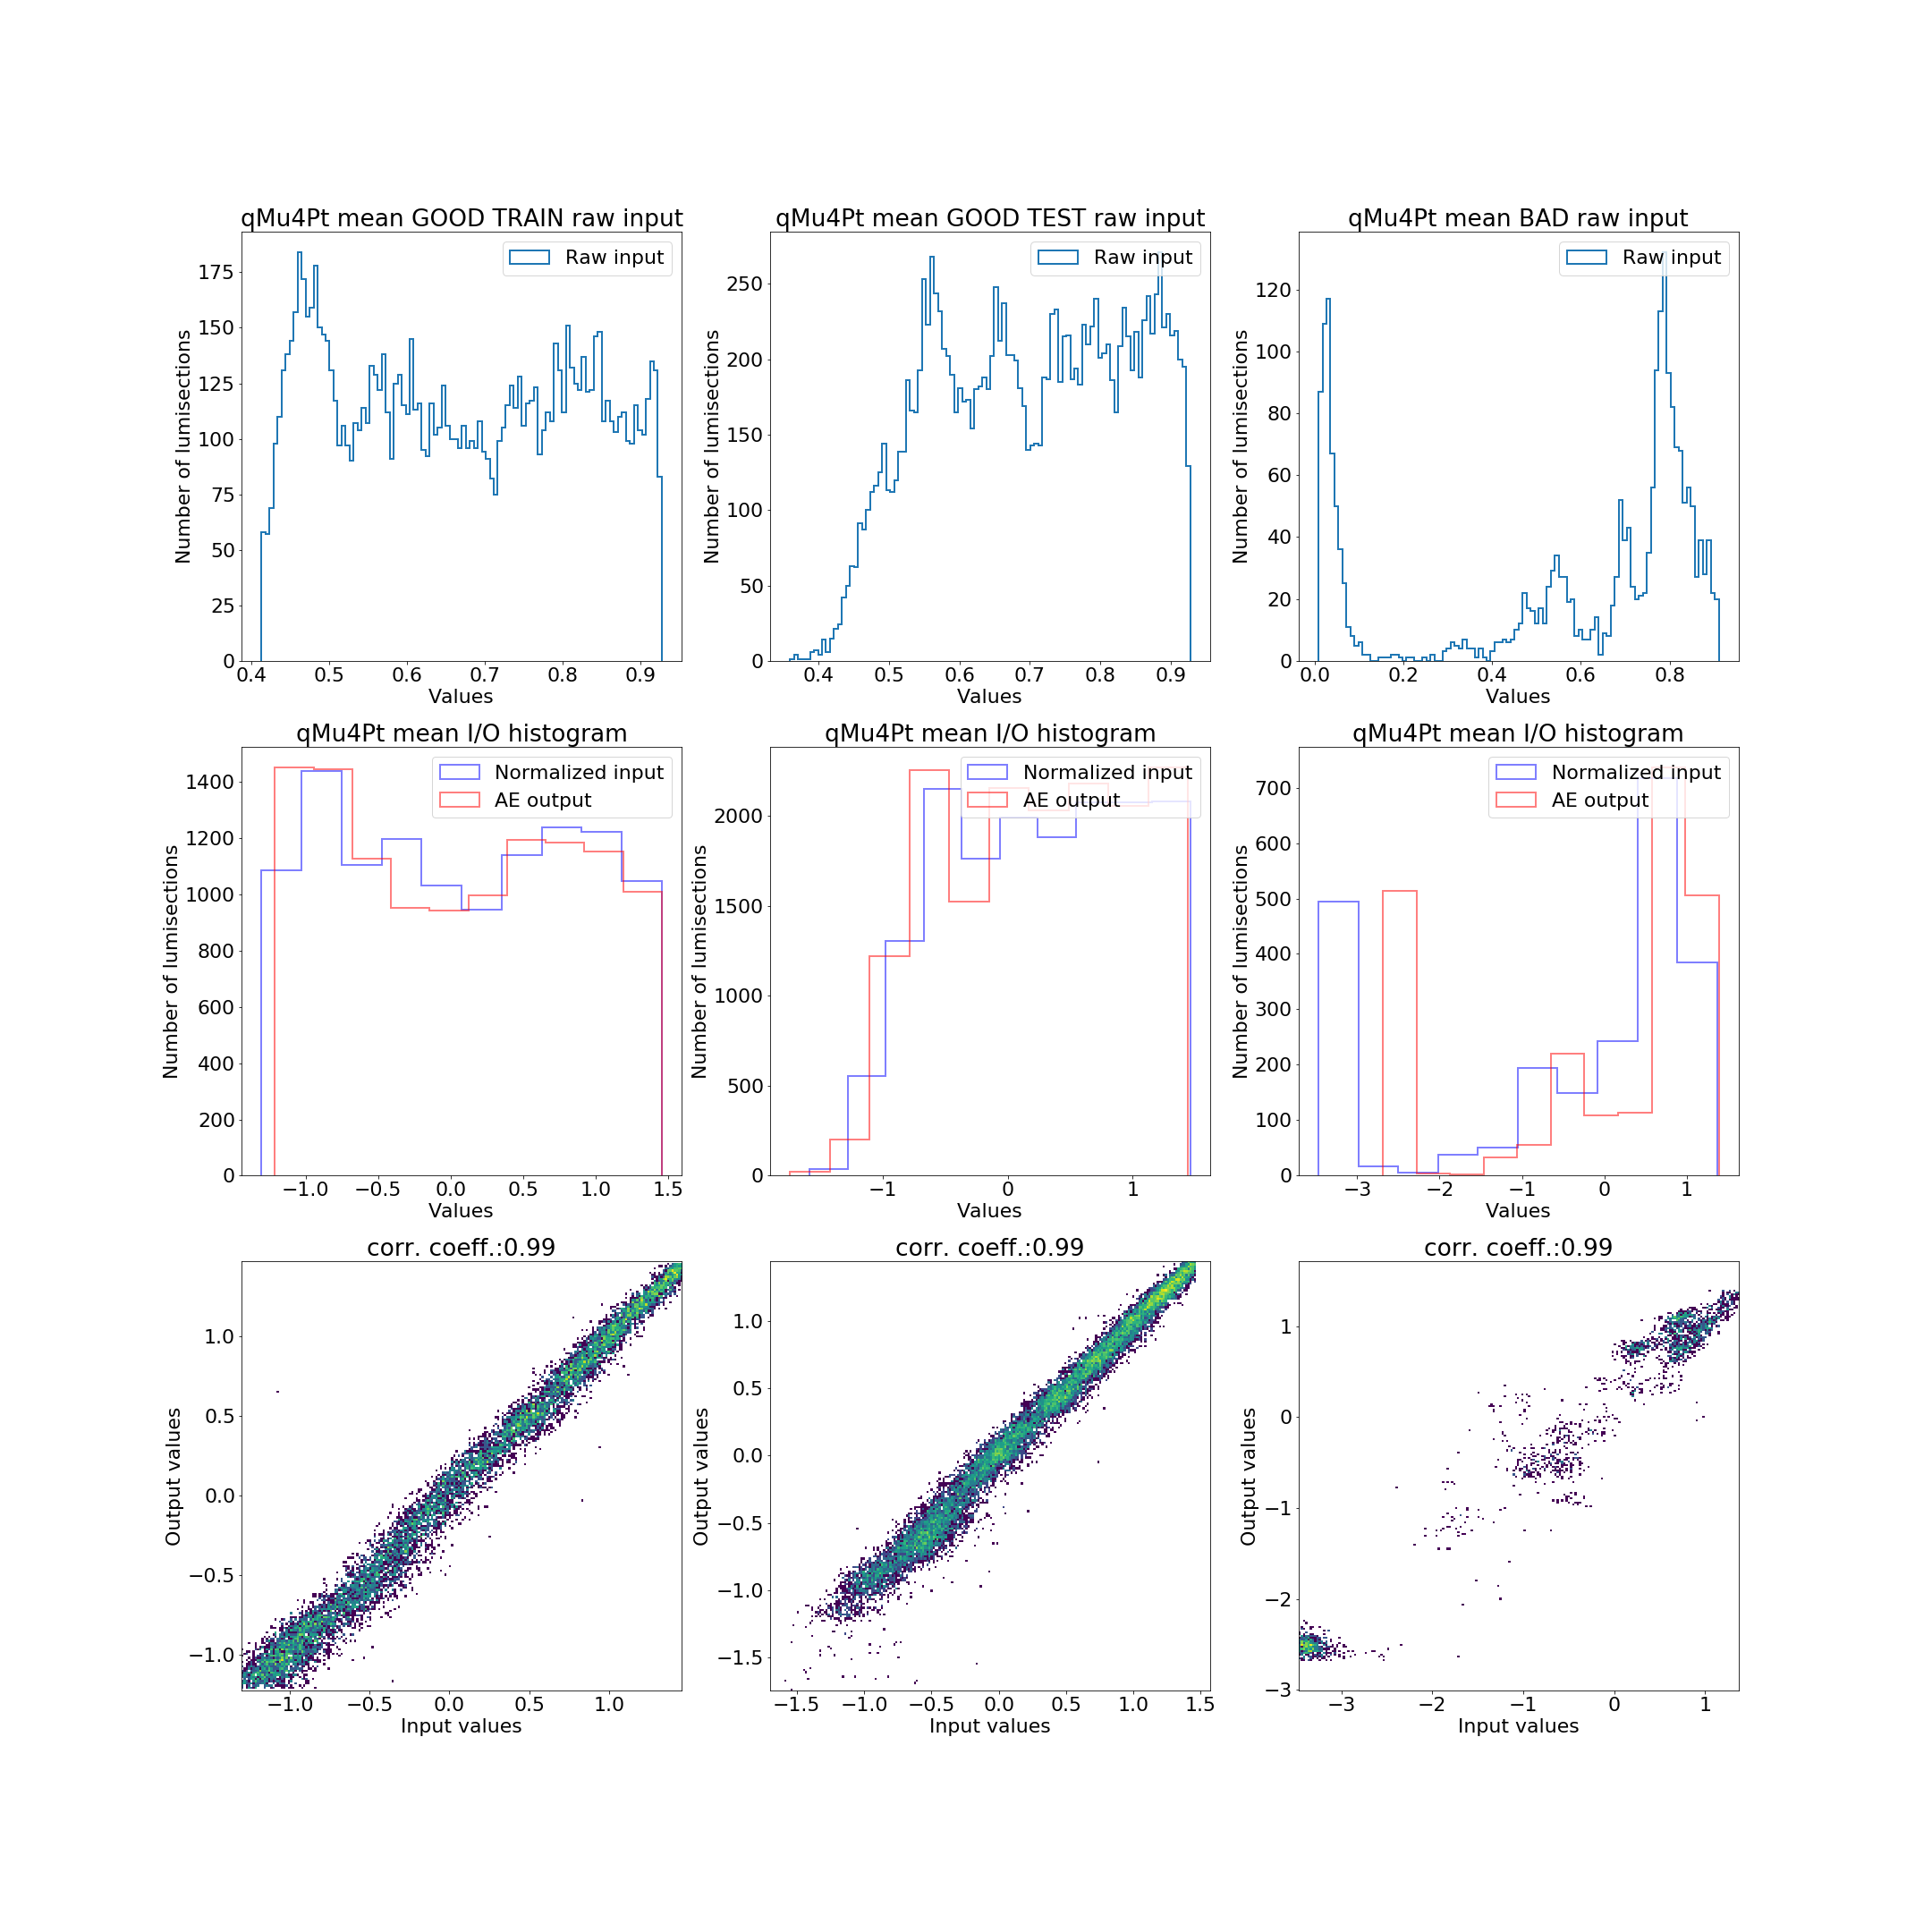 qMu4Pt mean GOOD TRAIN raw input
Raw input
Number of lumisections
175
150
125
100
75
50
25
0
0.4 0.5 0.6 0.7 0.8 0.9
Values
qMu4Pt mean GOOD TEST raw input
Raw input
Number of lumisections
250
200
150
100
50
0
0.4 0.5 0.6 0.7 0.8 0.9
Values
qMu4Pt mean BAD raw input
Raw input
Number of lumisections
120
100
80
60
40
20
0
0.0 0.2 0.4 0.6 0.8
Values
qMu4Pt mean I/O histogram
Normalized input
AE output
Number of lumisections
1400
1200
1000
800
600
400
200
0
−1.0 −0.5 0.0 0.5 1.0 1.5
Values
qMu4Pt mean I/O histogram
Normalized input
AE output
Number of lumisections
2000
1500
1000
500
0
−1 0 1
Values
qMu4Pt mean I/O histogram
Normalized input
AE output
Number of lumisections
700
600
500
400
300
200
100
0
−3 −2 −1 0 1
Values
corr. coeff.:0.99
Output values
1.0
0.5
0.0
−0.5
−1.0
−1.0 −0.5 0.0 0.5 1.0
Input values
corr. coeff.:0.99
Output values
1.0
0.5
0.0
−0.5
−1.0
−1.5
−1.5 −1.0 −0.5 0.0 0.5 1.0 1.5
Input values
corr. coeff.:0.99
Output values
1
0
−1
−2
−3
−3 −2 −1 0 1
Input values